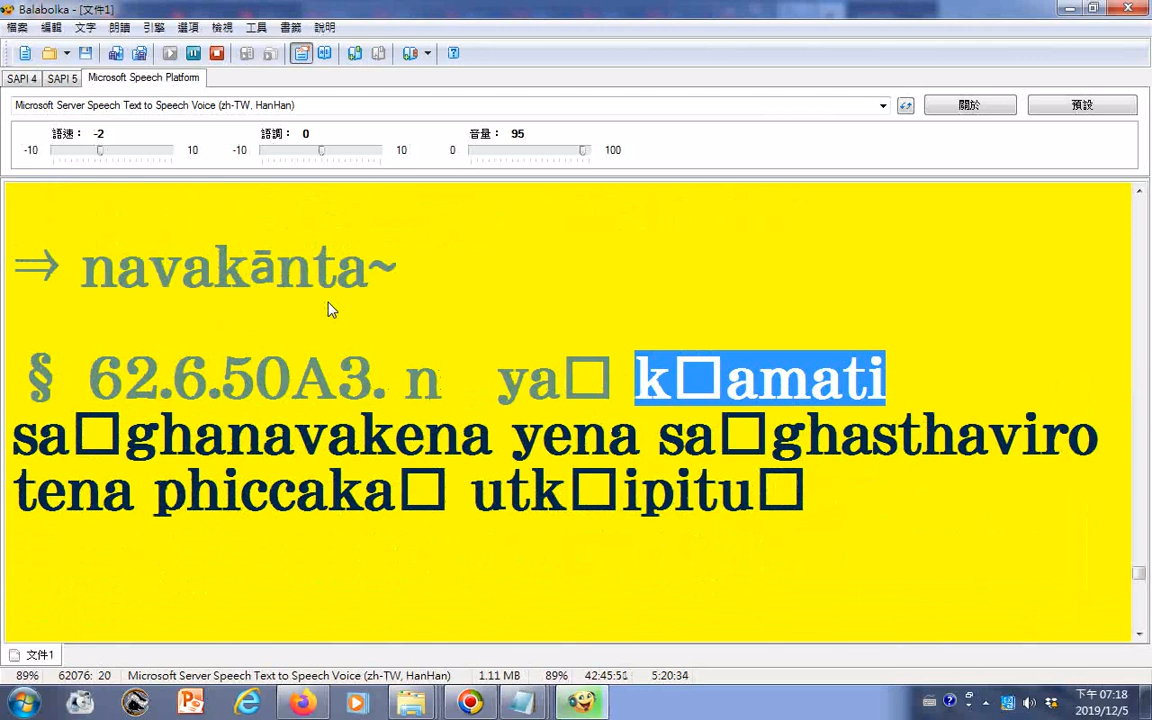 Balabolka - [文件1]
檔案 編輯 文字 朗讀 引擎 選項 檢視 工具 書籤 說明
SAPI 4 SAPI 5 Microsoft Speech Platform
Microsoft Server Speech Text to Speech Voice (zh-TW, HanHan) 關於 預設
語速： -2 語調： 0 音量： 95
-10 10 -10 10 0 100
⇒ navakānta~
§ 62.6.50A3. n ya□ k□amati
sa□ghanavakena yena sa□ghasthaviro
tena phiccaka□ utk□ipitu□
文件1
89% 62076: 20 Microsoft Server Speech Text to Speech Voice (zh-TW, HanHan) 1.11 MB 89% 42:45:51 5:20:34
下午 07:18
2019/12/5